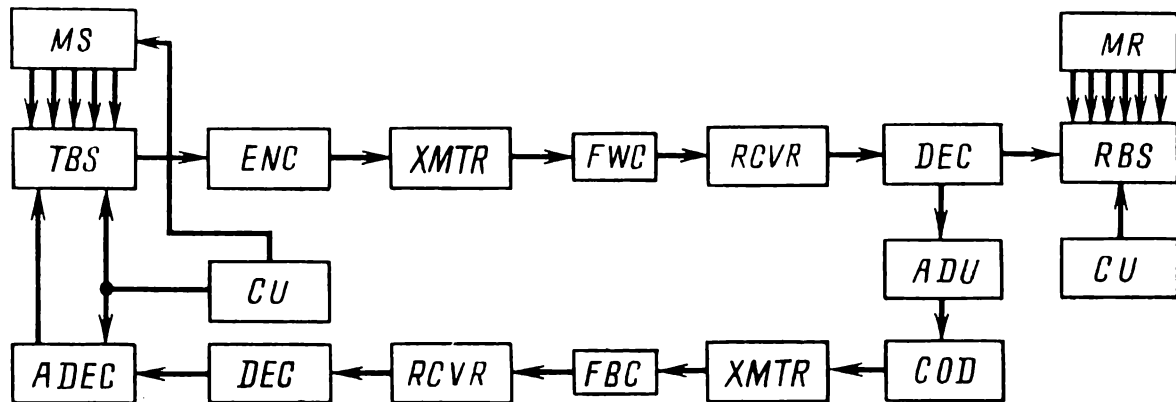 MS
MR
TBS
ENC
XMTR
FWC
RCVR
DEC
RBS
CU
ADU
CU
ADEC
DEC
RCVR
FBC
XMTR
COD